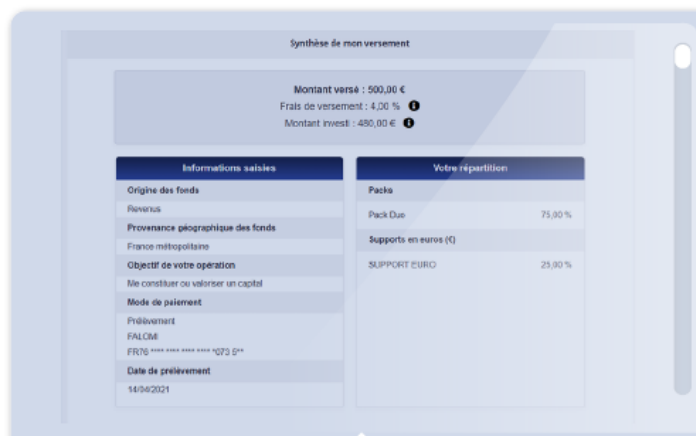 Synthèse de mon versement
Montant versé : 500,00 €
Frais de versement : 4,00 %
Montant investi : 480,00 €
Informations saisies
Origine des fonds
Revenus
Provenance géographique des fonds
France métropolitaine
Objectif de votre opération
Me constituer ou valoriser un capital
Mode de paiement
Prélèvement
FALOMI
FR76 **** **** **** **** *073 5**
Date de prélèvement
14/04/2021
Votre répartition
Packs
Pack Duo 75,00 %
Supports en euros (€)
SUPPORT EURO 25,00 %